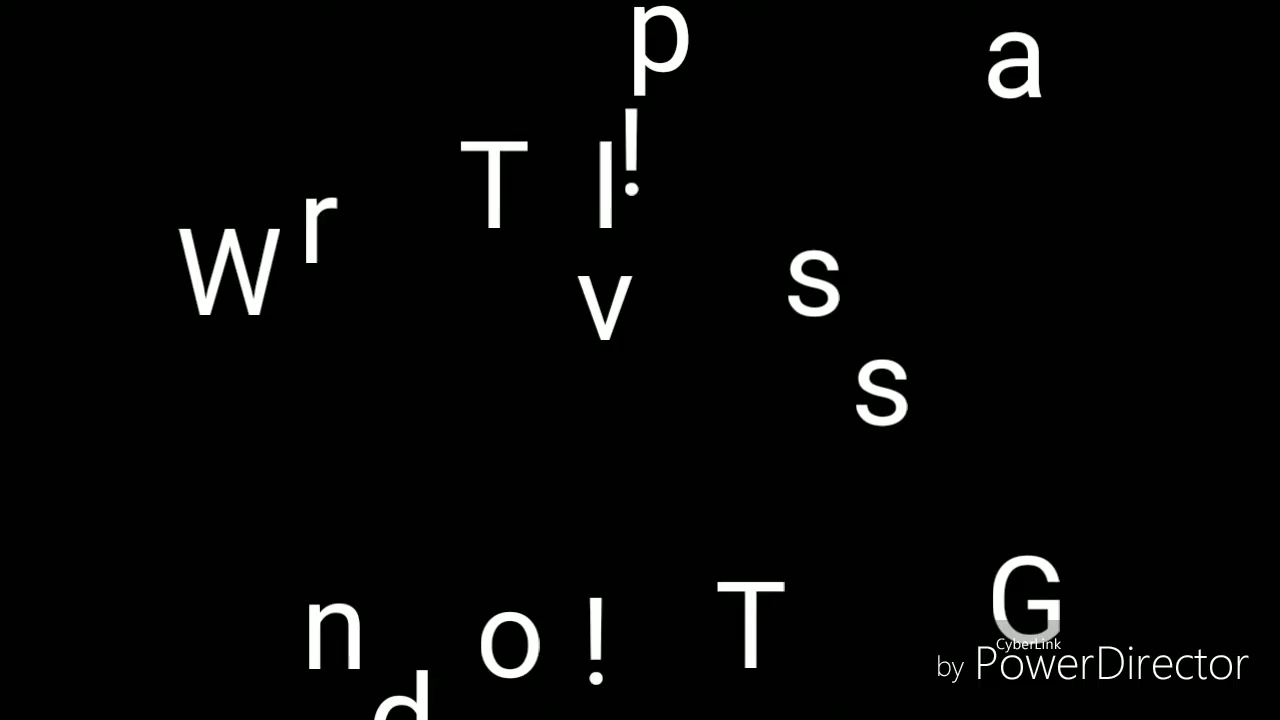 p a
!
T I
W r
v s
s
n o ! T G
d
CyberLink
by PowerDirector